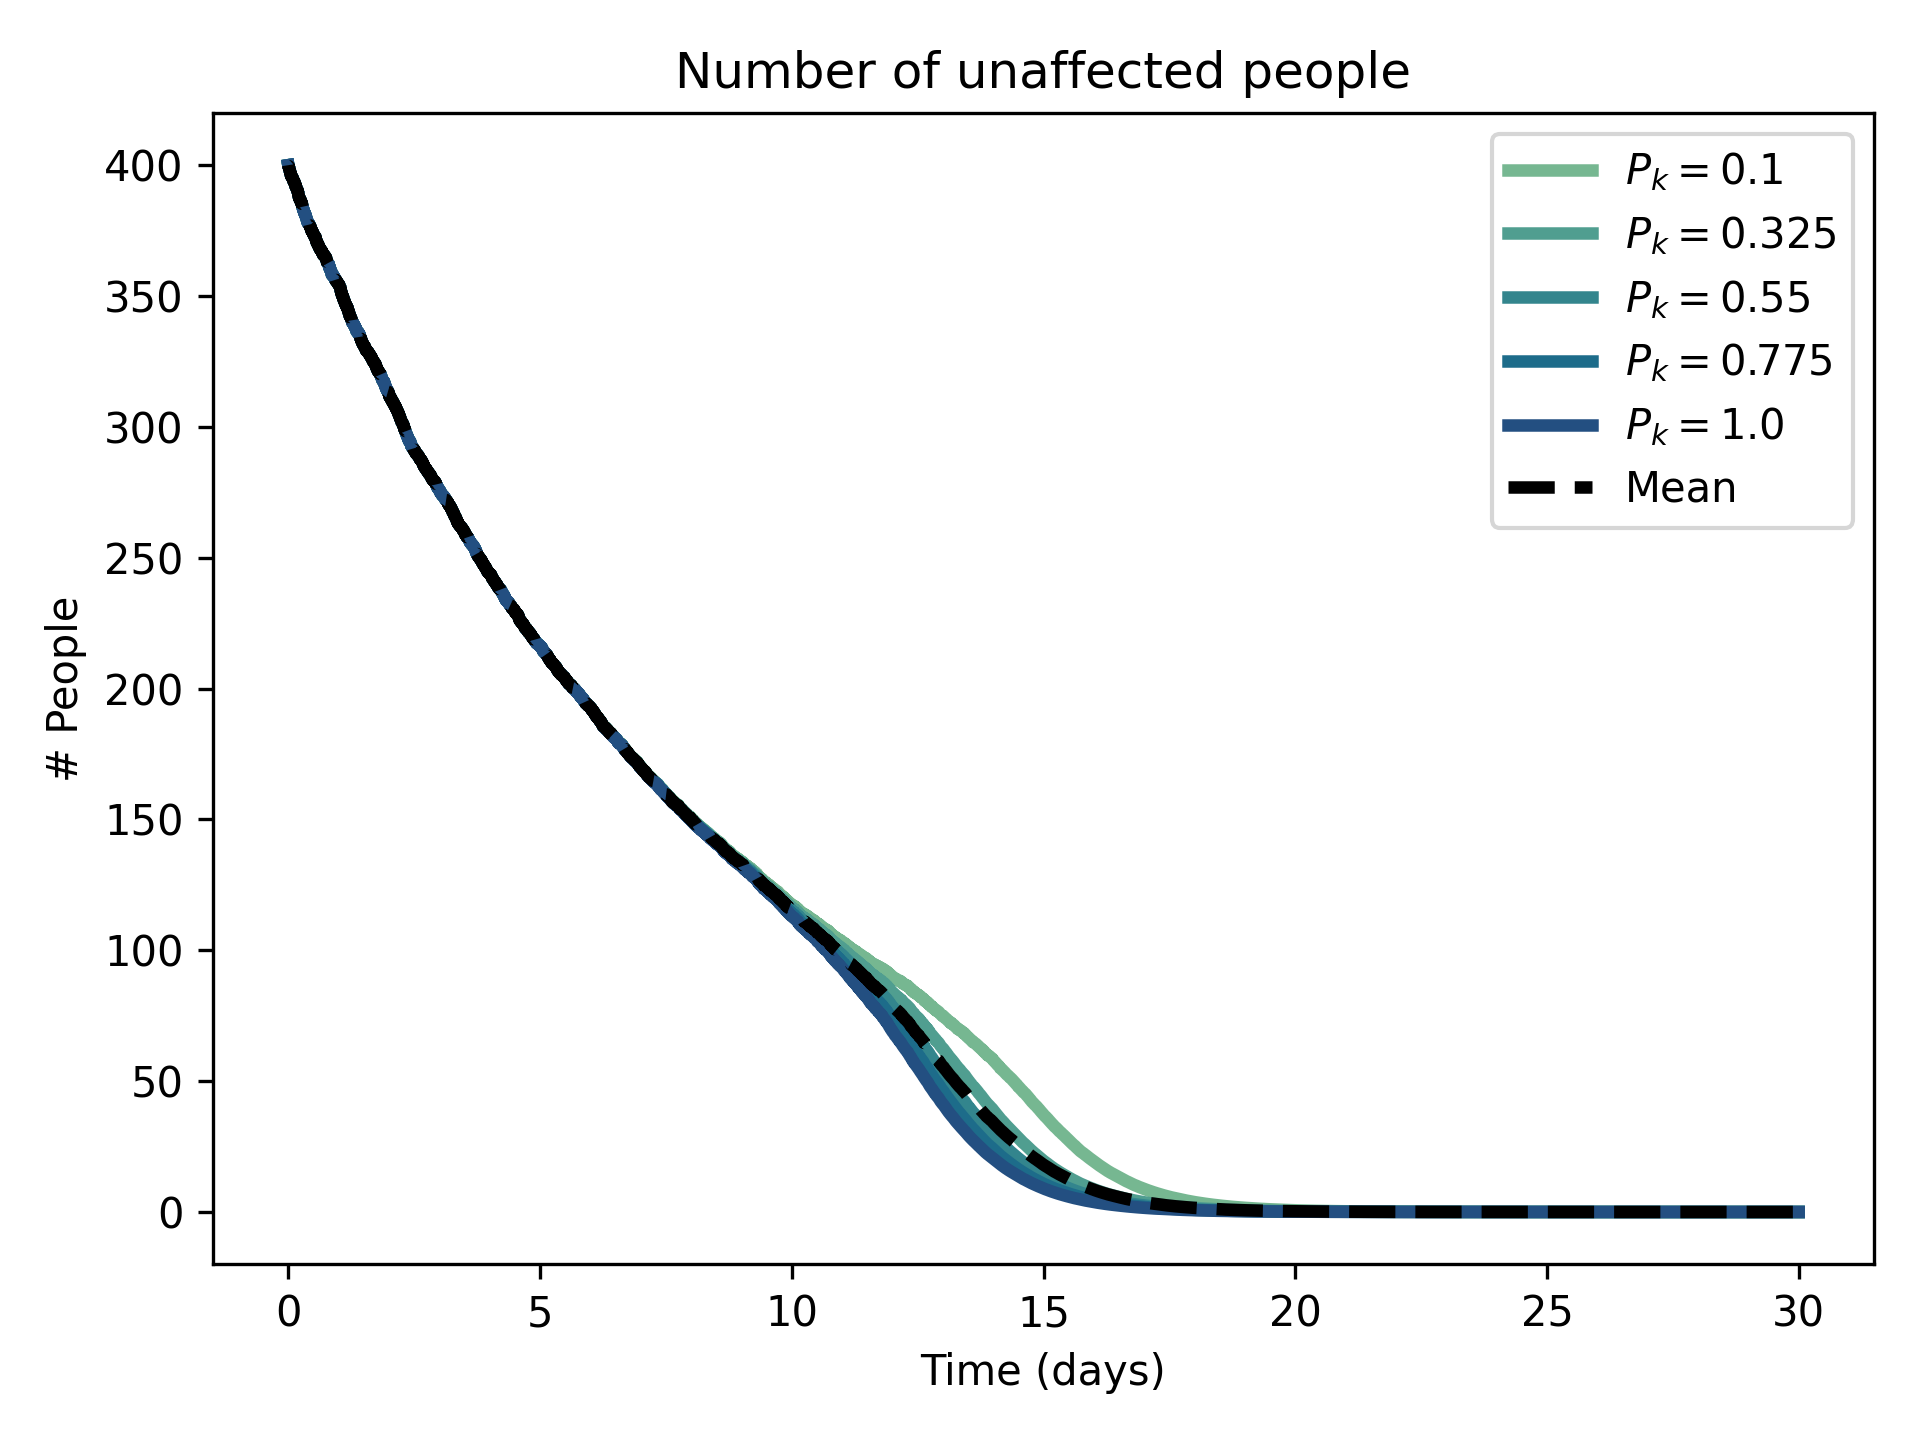 Number of unaffected people
400
350
300
250
200
150
100
50
0
# People
0 5 10 15 20 25 30
Time (days)
P_k = 0.1
P_k = 0.325
P_k = 0.55
P_k = 0.775
P_k = 1.0
Mean